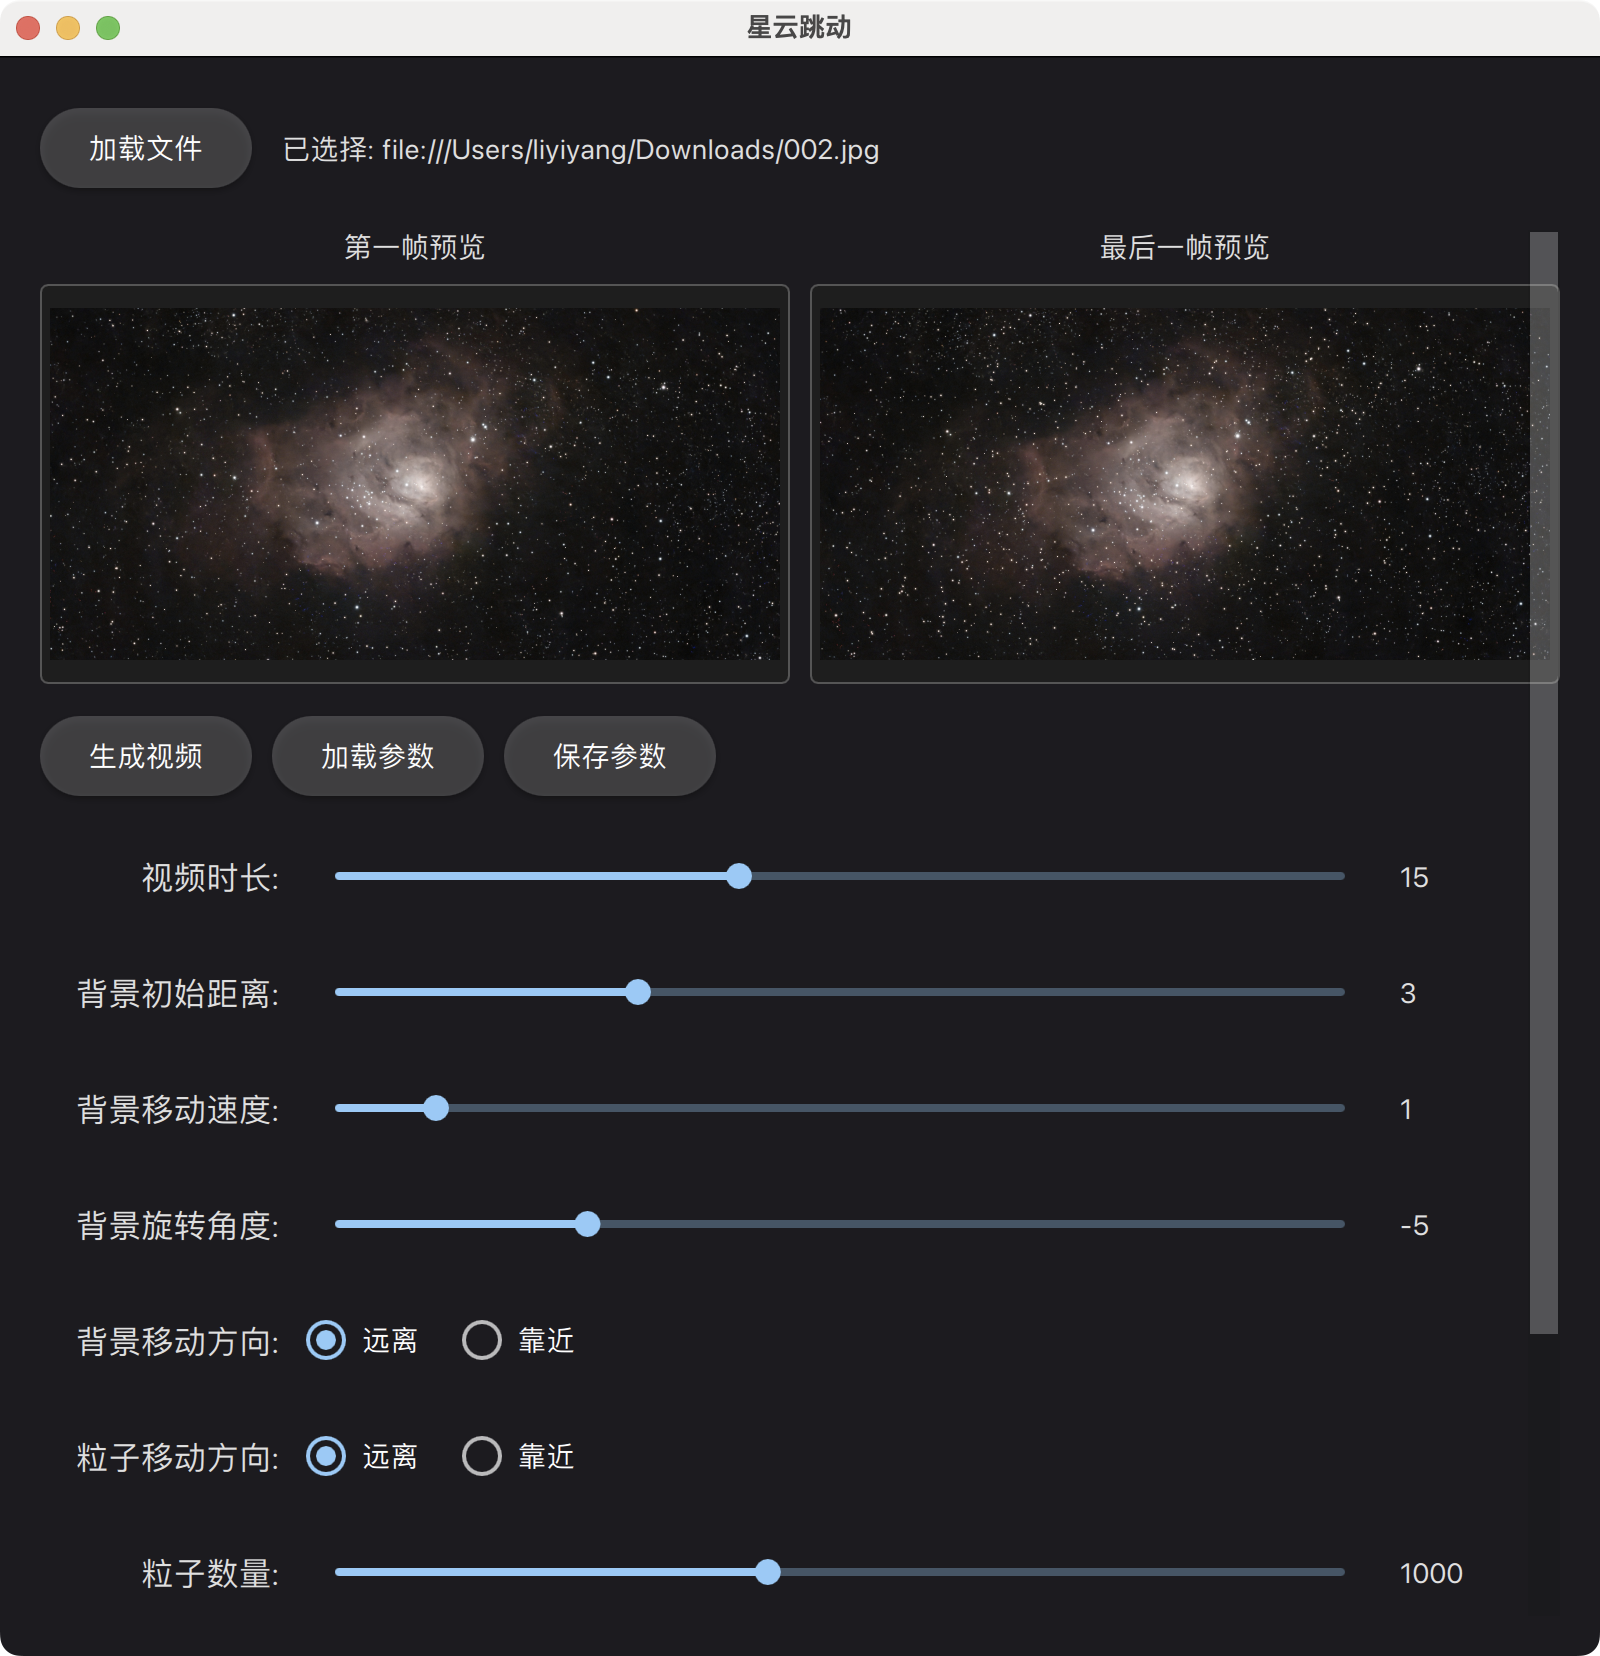 星云跳动
加载文件 已选择: file:///Users/liyiyang/Downloads/002.jpg
第一帧预览 最后一帧预览
生成视频 加载参数 保存参数
视频时长: 15
背景初始距离: 3
背景移动速度: 1
背景旋转角度: -5
背景移动方向: 远离 靠近
粒子移动方向: 远离 靠近
粒子数量: 1000